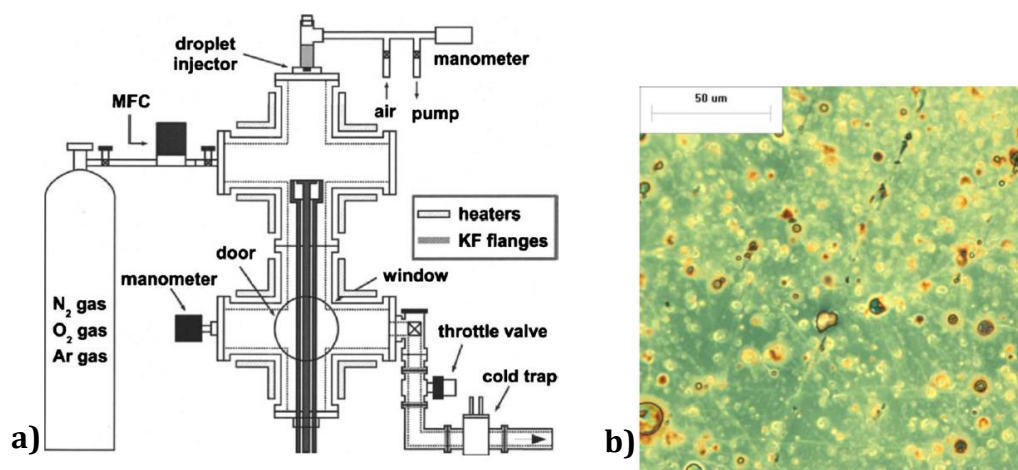 droplet
injector
manometer
air
pump
MFC
heaters
KF flanges
door
window
manometer
N₂ gas
O₂ gas
Ar gas
throttle valve
cold trap
a)
50 um
b)